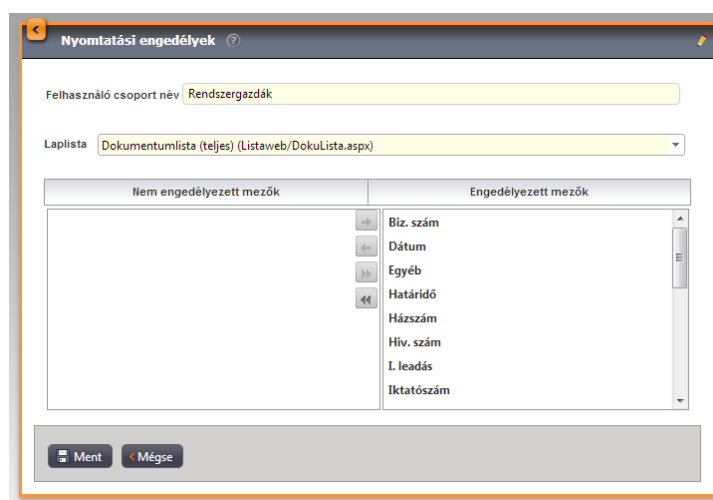 Nyomtatási engedélyek
Felhasználó csoport név Rendszergazdák
Laplista Dokumentumlista (teljes) (Listaweb/DokuLista.aspx)
Nem engedélyezett mezők Engedélyezett mezők
Biz. szám
Dátum
Egyéb
Határidő
Házszám
Hiv. szám
I. leadás
Iktatószám
Ment Mégse